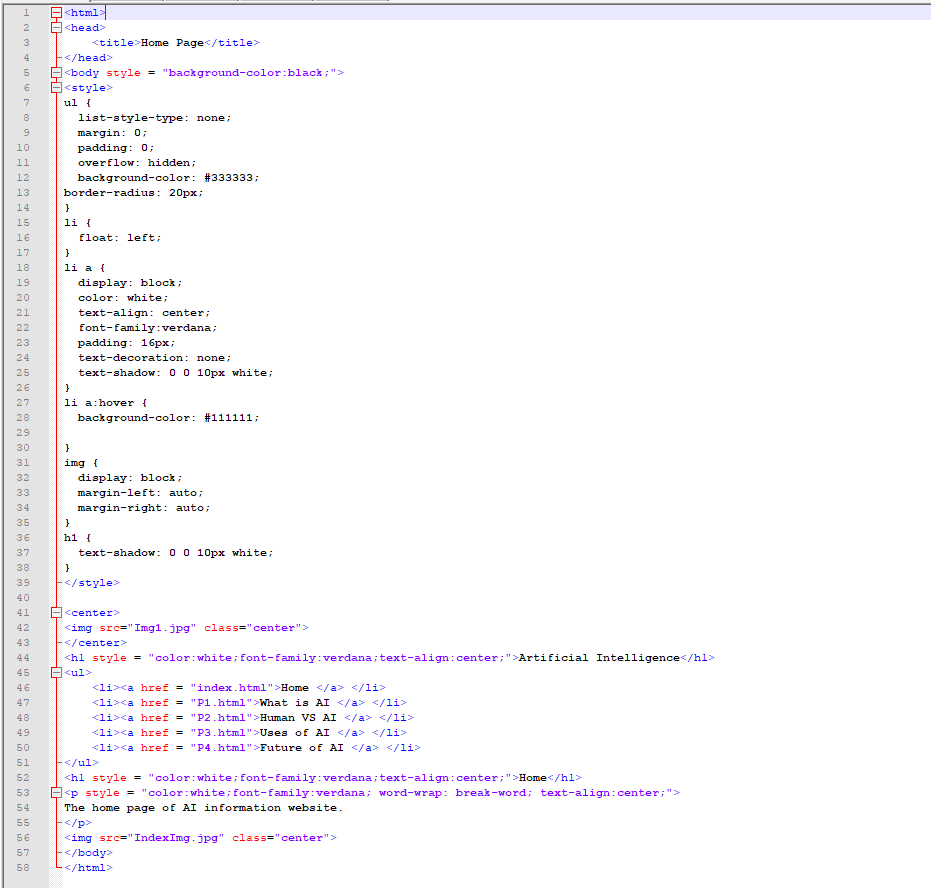 1 <html>
2 <head>
3 <title>Home Page</title>
4 </head>
5 <body style = "background-color:black;">
6 <style>
7 ul {
8 list-style-type: none;
9 margin: 0;
10 padding: 0;
11 overflow: hidden;
12 background-color: #333333;
13 border-radius: 20px;
14 }
15 li {
16 float: left;
17 }
18 li a {
19 display: block;
20 color: white;
21 text-align: center;
22 font-family:verdana;
23 padding: 16px;
24 text-decoration: none;
25 text-shadow: 0 0 10px white;
26 }
27 li a:hover {
28 background-color: #111111;
29
30 }
31 img {
32 display: block;
33 margin-left: auto;
34 margin-right: auto;
35 }
36 h1 {
37 text-shadow: 0 0 10px white;
38 }
39 </style>
40
41 <center>
42 <img src="Img1.jpg" class="center">
43 </center>
44 <h1 style = "color:white;font-family:verdana;text-align:center;">Artificial Intelligence</h1>
45 <ul>
46 <li><a href = "index.html">Home </a> </li>
47 <li><a href = "P1.html">What is AI </a> </li>
48 <li><a href = "P2.html">Human VS AI </a> </li>
49 <li><a href = "P3.html">Uses of AI </a> </li>
50 <li><a href = "P4.html">Future of AI </a> </li>
51 </ul>
52 <h1 style = "color:white;font-family:verdana;text-align:center;">Home</h1>
53 <p style = "color:white;font-family:verdana; word-wrap: break-word; text-align:center;">
54 The home page of AI information website.
55 </p>
56 <img src="IndexImg.jpg" class="center">
57 </body>
58 </html>